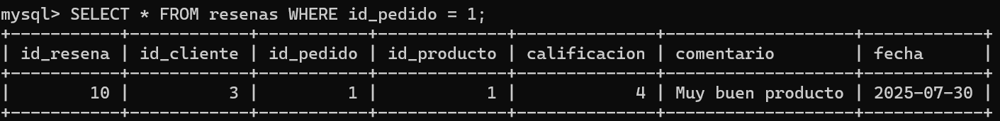 mysql> SELECT * FROM resenas WHERE id_pedido = 1;
+-----------+------------+-----------+-------------+--------------+-------------------+------------+
| id_resena | id_cliente | id_pedido | id_producto | calificacion | comentario        | fecha      |
+-----------+------------+-----------+-------------+--------------+-------------------+------------+
|        10 |          3 |         1 |           1 |            4 | Muy buen producto | 2025-07-30 |
+-----------+------------+-----------+-------------+--------------+-------------------+------------+